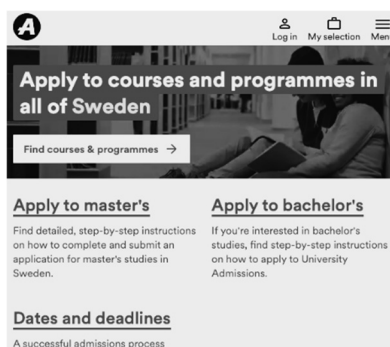 A
Log in My selection Men
Apply to courses and programmes in
all of Sweden
Find courses & programmes →
Apply to master's
Find detailed, step-by-step instructions
on how to complete and submit an
application for master's studies in
Sweden.
Apply to bachelor's
If you're interested in bachelor's
studies, find step-by-step instructions
on how to apply to University
Admissions.
Dates and deadlines
A successful admissions process